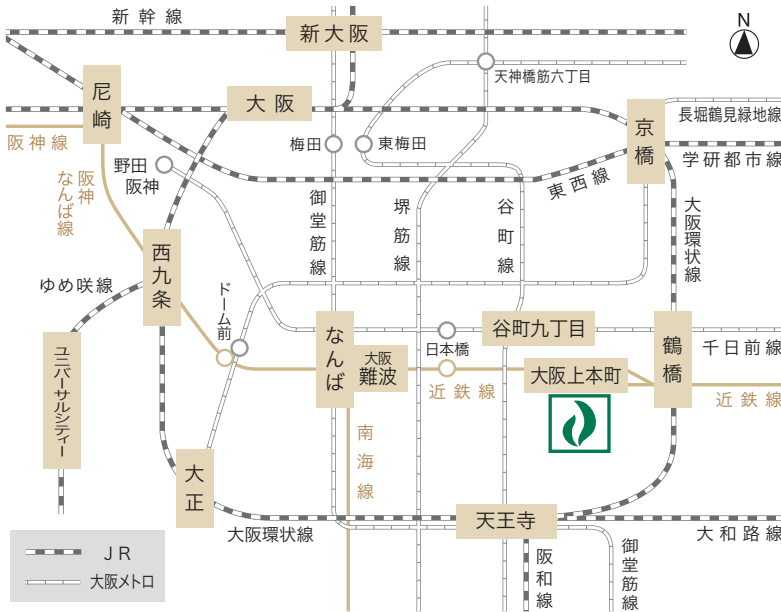 新幹線
N
新大阪
天神橋筋六丁目
尼崎
大阪
京橋
長堀鶴見緑地線
阪神線
梅田
東梅田
学研都市線
野田
阪神
阪神
なんば線
東西線
御堂筋線
堺筋線
谷町線
大阪環状線
西九条
ゆめ咲線
ドーム前
なんば
日本橋
谷町九丁目
鶴橋
千日前線
ユニバーサルシティー
大阪
難波
近鉄線
大阪上本町
近鉄線
南海線
大正
天王寺
大阪環状線
大和路線
阪和線
御堂筋線
JR
大阪メトロ